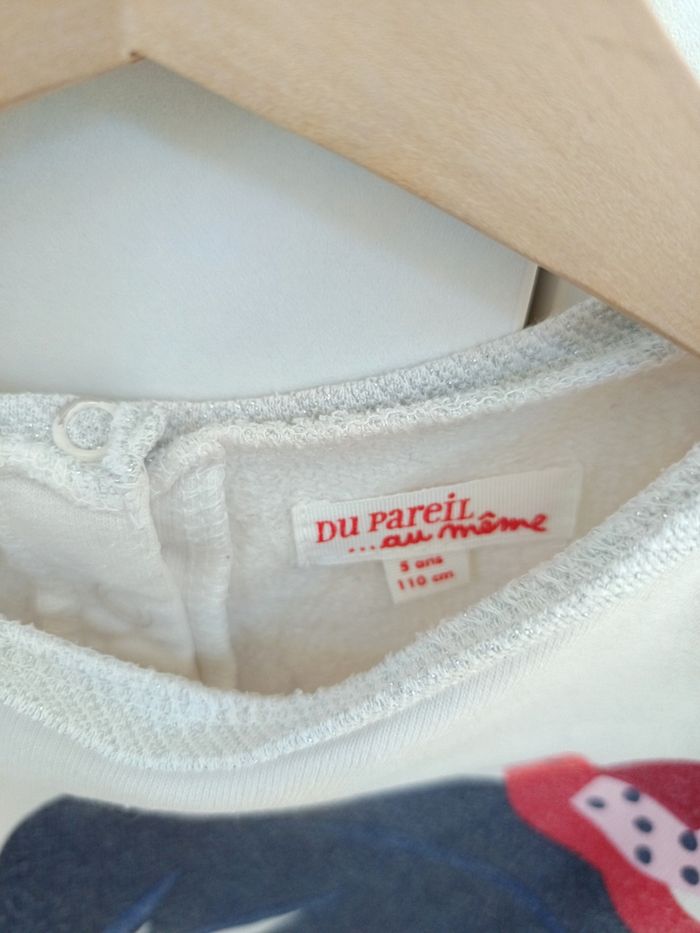 DU PAREIL
...au même
5 ans
110 cm